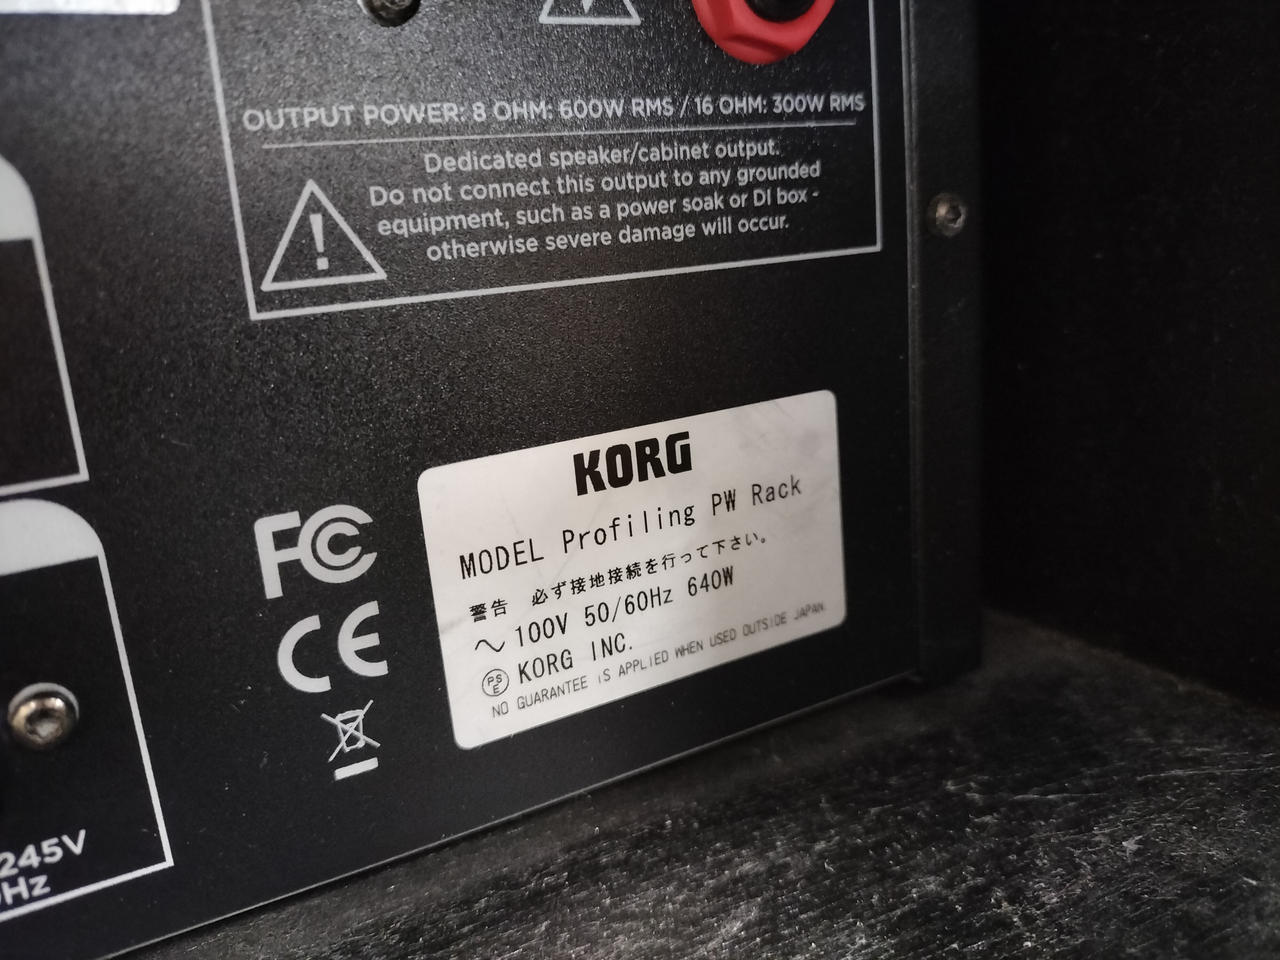 OUTPUT POWER: 8 OHM: 600W RMS / 16 OHM: 300W RMS
Dedicated speaker/cabinet output.
Do not connect this output to any grounded
equipment, such as a power soak or DI box -
otherwise severe damage will occur.
!
FC
CE
KORG
MODEL Profiling PW Rack
警告 必ず接地接続を行って下さい。
～ 100V 50/60Hz 640W
PSE KORG INC.
NO GUARANTEE iS APPLIED WHEN USED OUTSIDE JAPAN.
245V
Hz